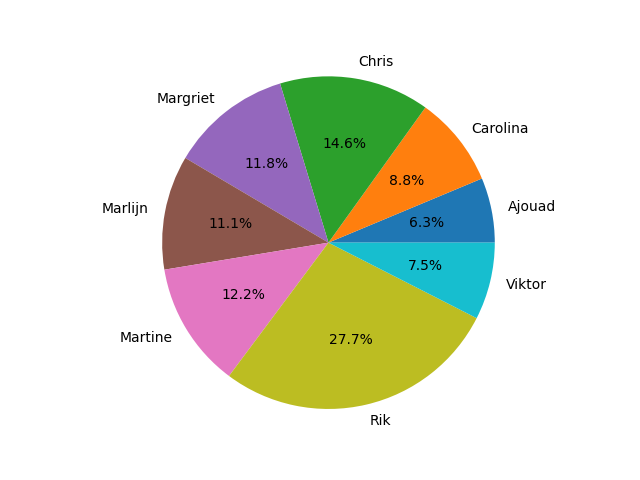 Chris
Margriet
Carolina
14.6%
11.8%
8.8%
Marlijn
Ajouad
11.1%
6.3%
7.5%
Viktor
12.2%
Martine
27.7%
Rik